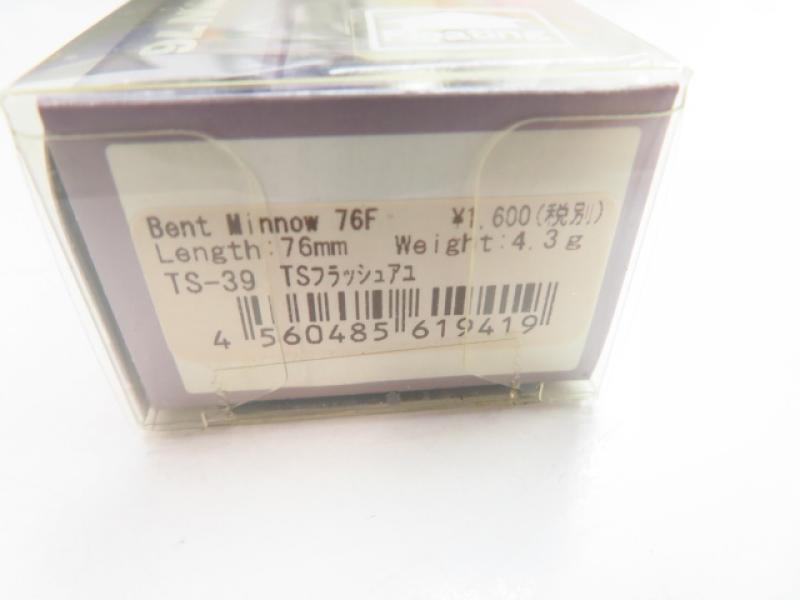 Bent Minnow 76F ¥1,600(税別)
Length:76mm Weight:4.3g
TS-39 TSフラッシュアユ
4 560485 619419